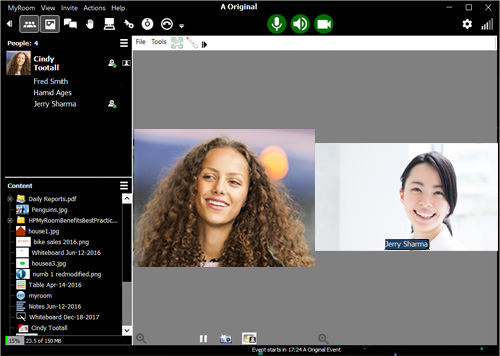 MyRoom View Invite Actions Help
A Original
People: 4
File Tools
Cindy
Tootall
Fred Smith
Hamid Ages
Jerry Sharma
Content
Daily Reports.pdf
Penguins.jpg
HPMyRoomBenefitsBestPractic...
house1.jpg
bike sales 2016.png
Whiteboard Jun-12-2016
housea3.jpg
numb 1 redmodified.png
Table Apr-14-2016
myroom
Notes Jun-12-2016
Whiteboard Dec-18-2017
Cindy Tootall
Jerry Sharma
15% 23.5 of 150 MB
Event starts in 17:24 A Original Event